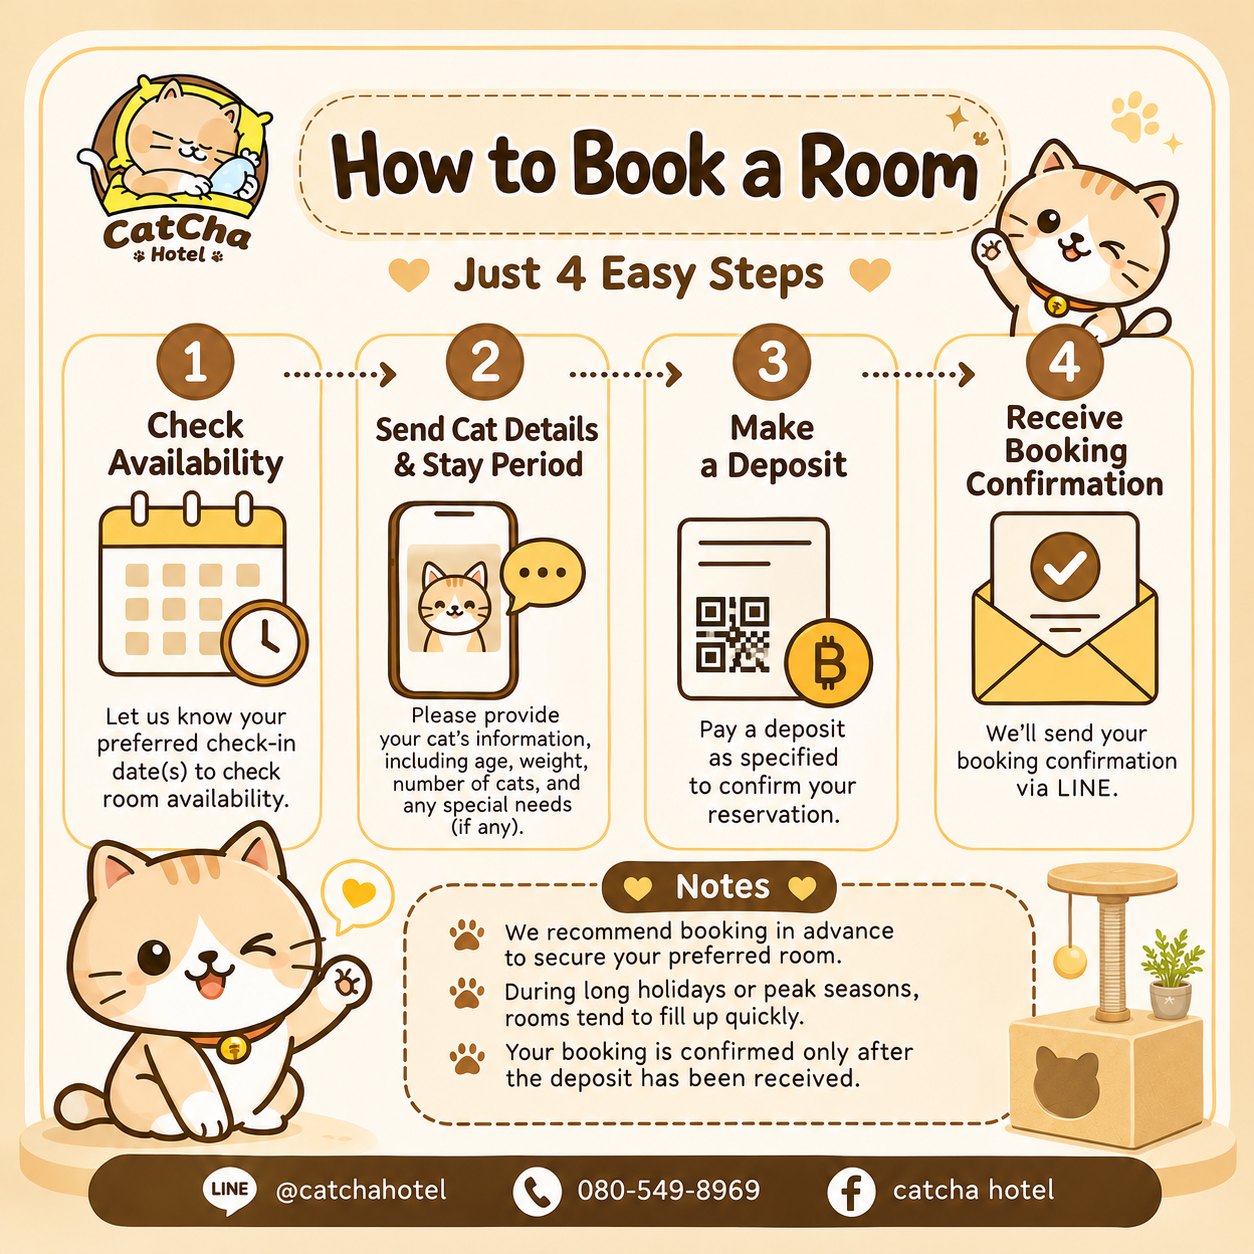 CatCha
Hotel
How to Book a Room
Just 4 Easy Steps
1
Check
Availability
Let us know your
preferred check-in
date(s) to check
room availability.
2
Send Cat Details
& Stay Period
Please provide
your cat's information,
including age, weight,
number of cats, and
any special needs
(if any).
3
Make
a Deposit
Pay a deposit
as specified
to confirm your
reservation.
4
Receive
Booking
Confirmation
We'll send your
booking confirmation
via LINE.
Notes
We recommend booking in advance
to secure your preferred room.
During long holidays or peak seasons,
rooms tend to fill up quickly.
Your booking is confirmed only after
the deposit has been received.
LINE @catchahotel
080-549-8969
catcha hotel